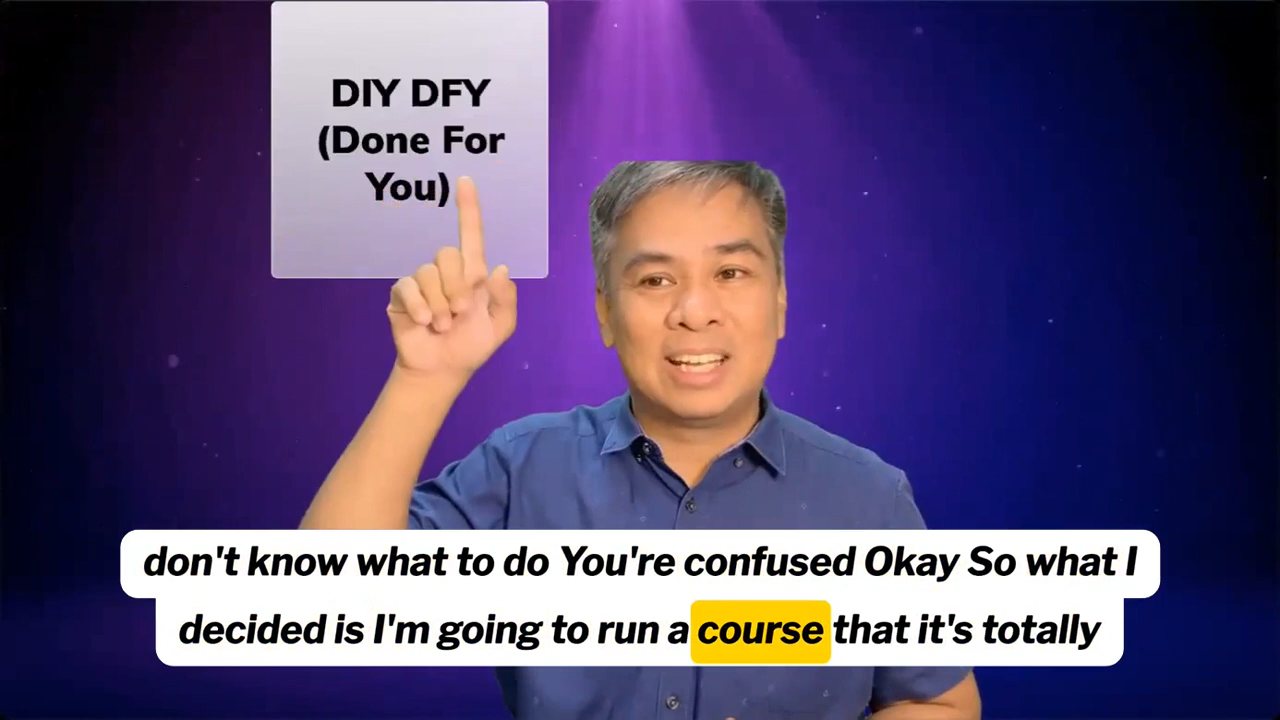 DIY DFY
(Done For
You)
don't know what to do You're confused Okay So what I
decided is I'm going to run a course that it's totally